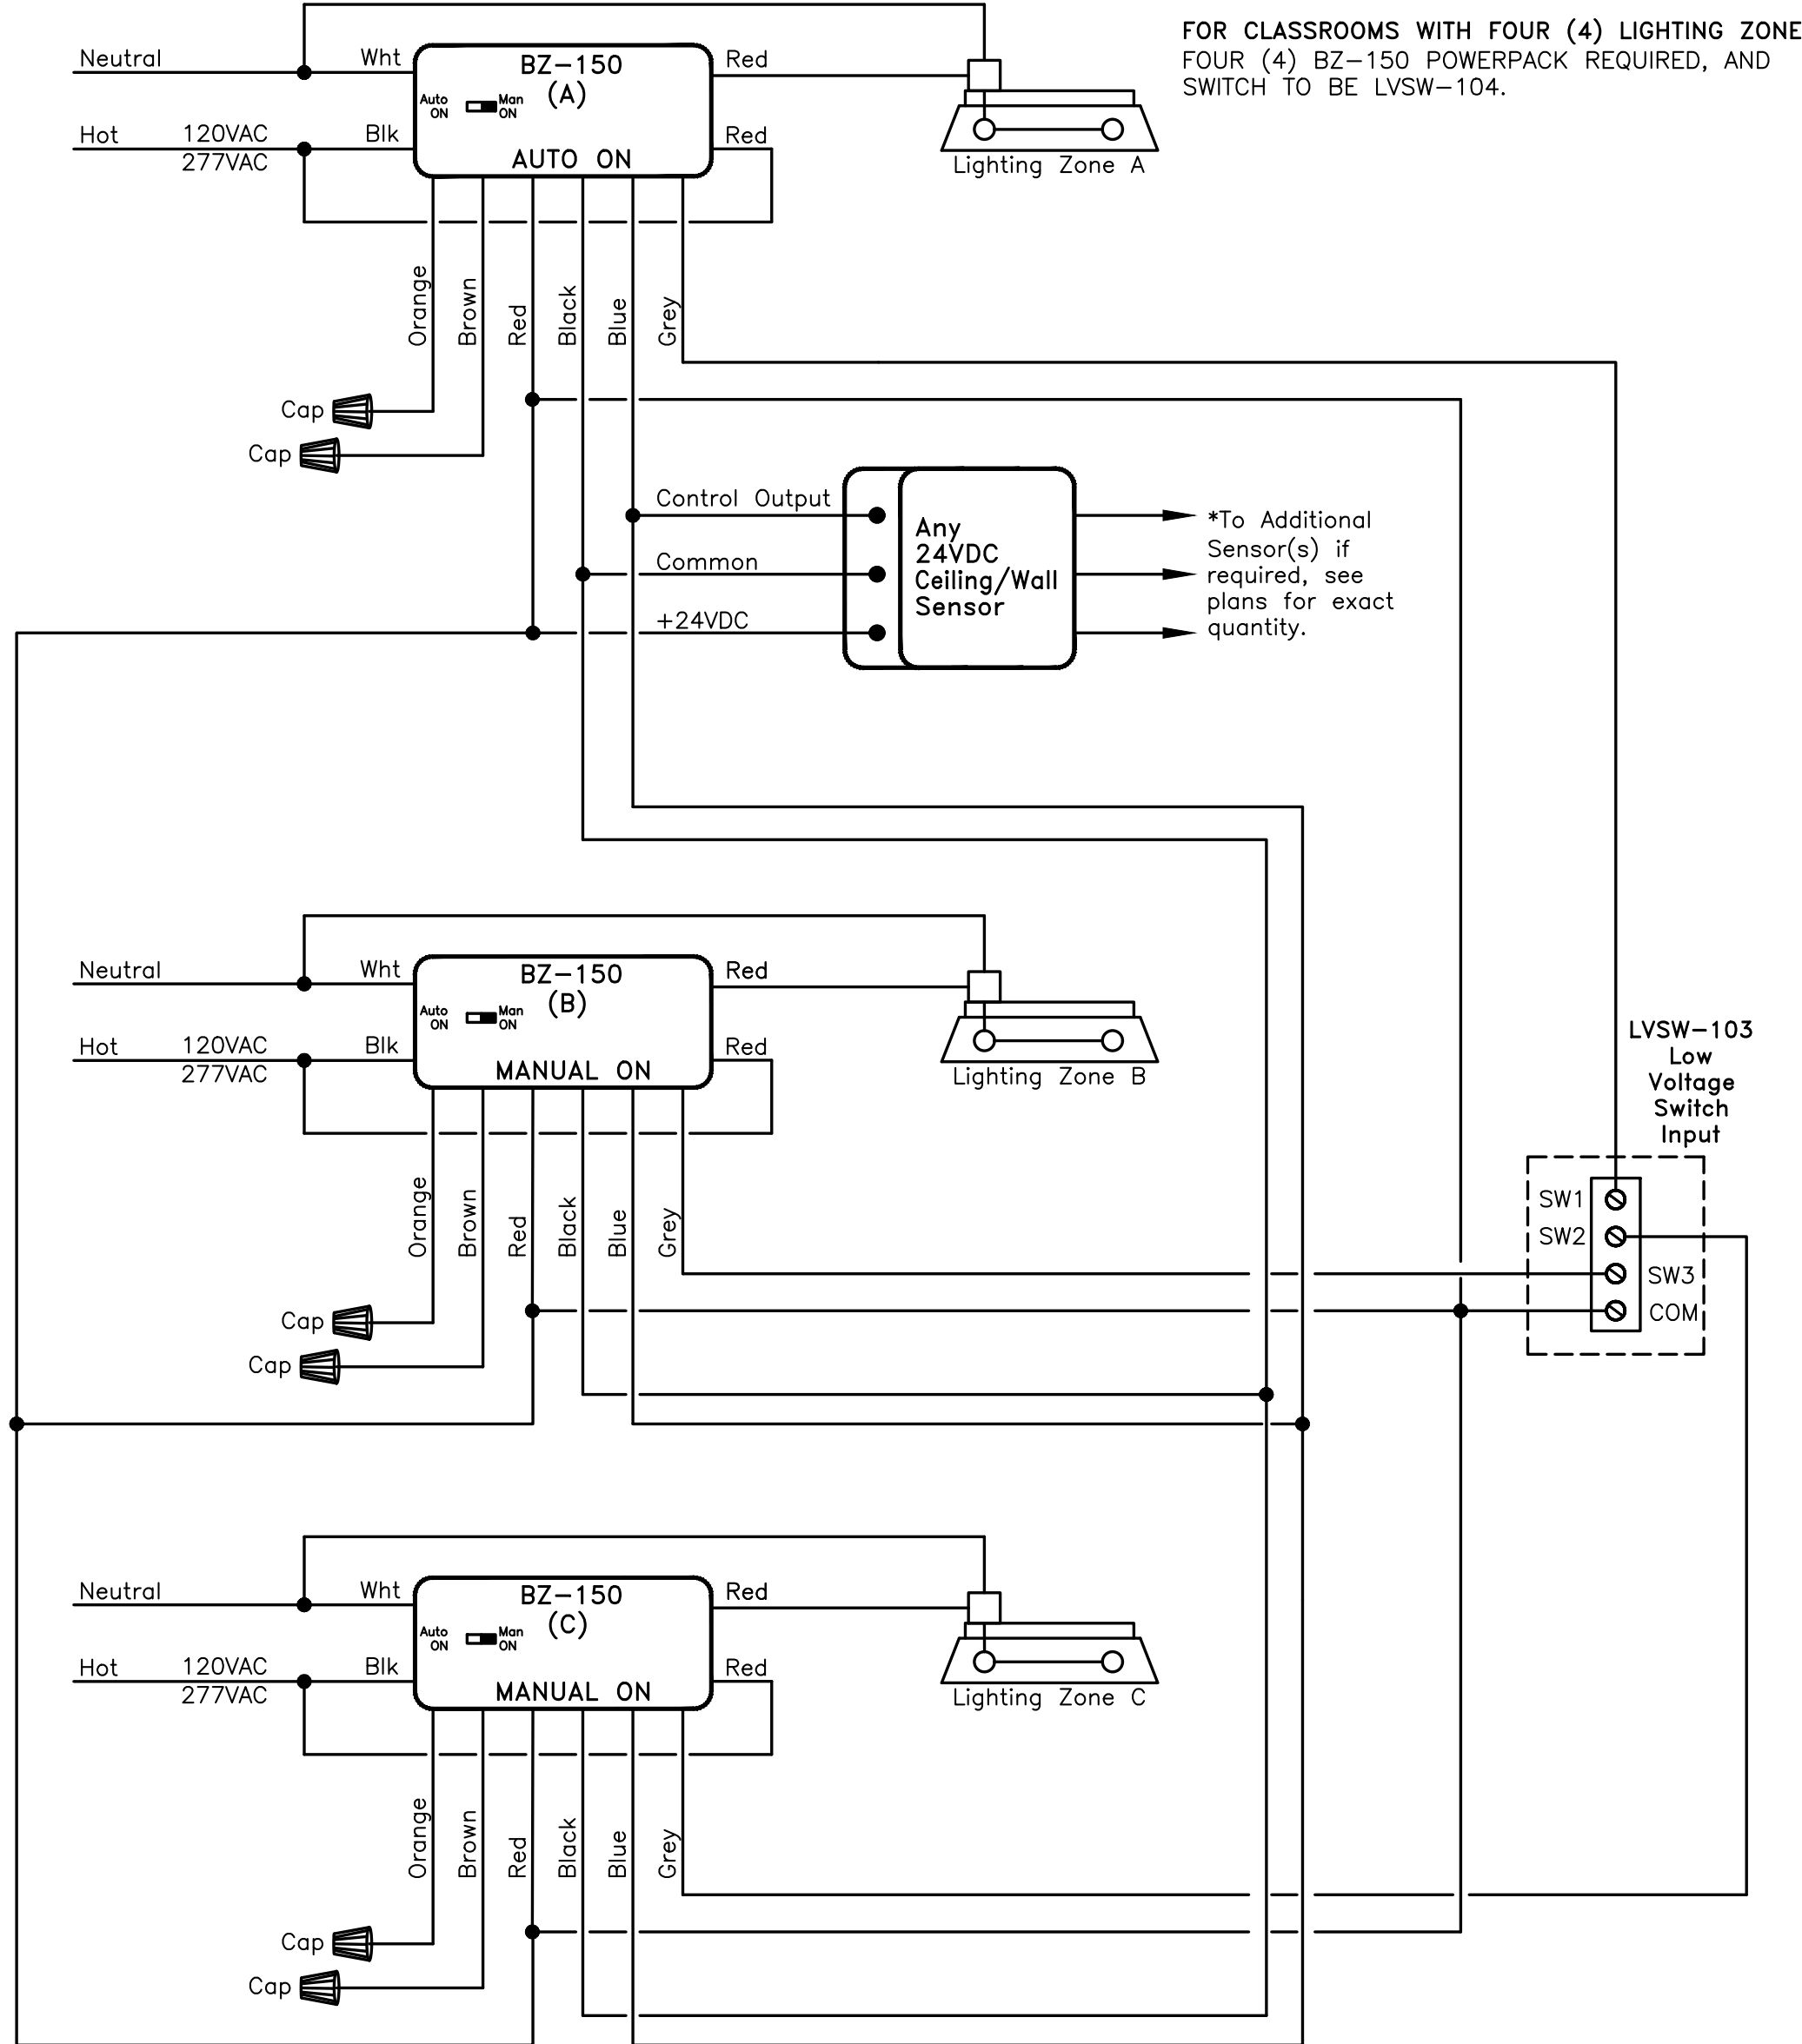 FOR CLASSROOMS WITH FOUR (4) LIGHTING ZONE
FOUR (4) BZ-150 POWERPACK REQUIRED, AND
SWITCH TO BE LVSW-104.
Neutral
Wht
BZ-150
(A)
Auto
ON
Man
ON
Red
Hot
120VAC
277VAC
Blk
AUTO ON
Red
Lighting Zone A
Orange
Brown
Red
Black
Blue
Grey
Cap
Cap
Control Output
Common
+24VDC
Any
24VDC
Ceiling/Wall
Sensor
*To Additional
Sensor(s) if
required, see
plans for exact
quantity.
Neutral
Wht
BZ-150
(B)
Auto
ON
Man
ON
Red
Hot
120VAC
277VAC
Blk
MANUAL ON
Red
Lighting Zone B
LVSW-103
Low
Voltage
Switch
Input
SW1
SW2
SW3
COM
Orange
Brown
Red
Black
Blue
Grey
Cap
Cap
Neutral
Wht
BZ-150
(C)
Auto
ON
Man
ON
Red
Hot
120VAC
277VAC
Blk
MANUAL ON
Red
Lighting Zone C
Orange
Brown
Red
Black
Blue
Grey
Cap
Cap